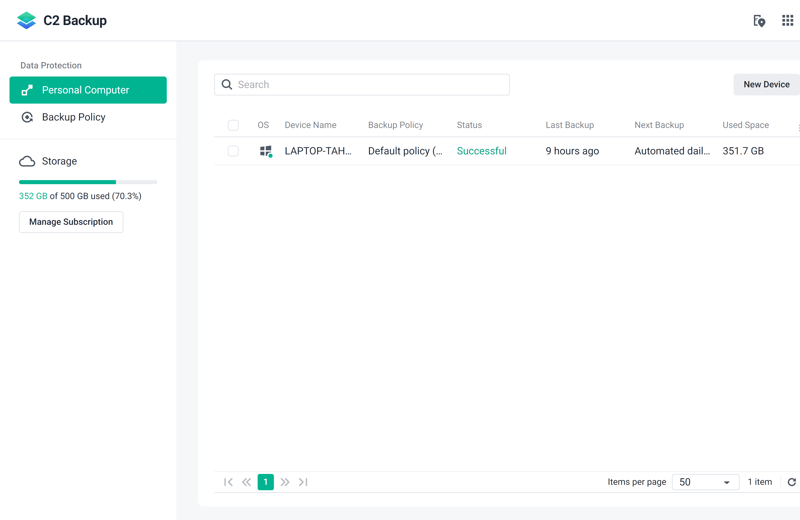 C2 Backup
Data Protection
Personal Computer
Backup Policy
Storage
352 GB of 500 GB used (70.3%)
Manage Subscription
Search
New Device
OS Device Name Backup Policy Status Last Backup Next Backup Used Space
LAPTOP-TAH... Default policy (... Successful 9 hours ago Automated dail... 351.7 GB
1 Items per page 50 1 item